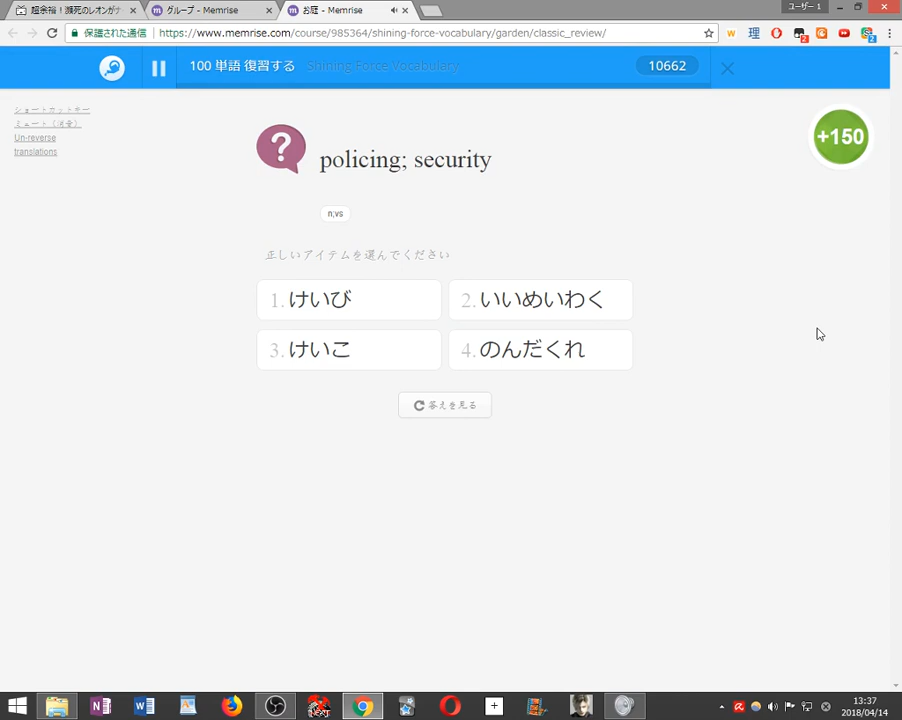 超余裕！瀕死のレオンがナ
グループ - Memrise
お庭 - Memrise
ユーザー 1
保護された通信
https://www.memrise.com/course/985364/shining-force-vocabulary/garden/classic_review/
100 単語 復習する
Shining Force Vocabulary
10662
ショートカットキー
ミュート（消音）
Un-reverse
translations
policing; security
+150
n;vs
正しいアイテムを選んでください
1. けいび
2. いいめいわく
3. けいこ
4. のんだくれ
答えを見る
13:37
2018/04/14